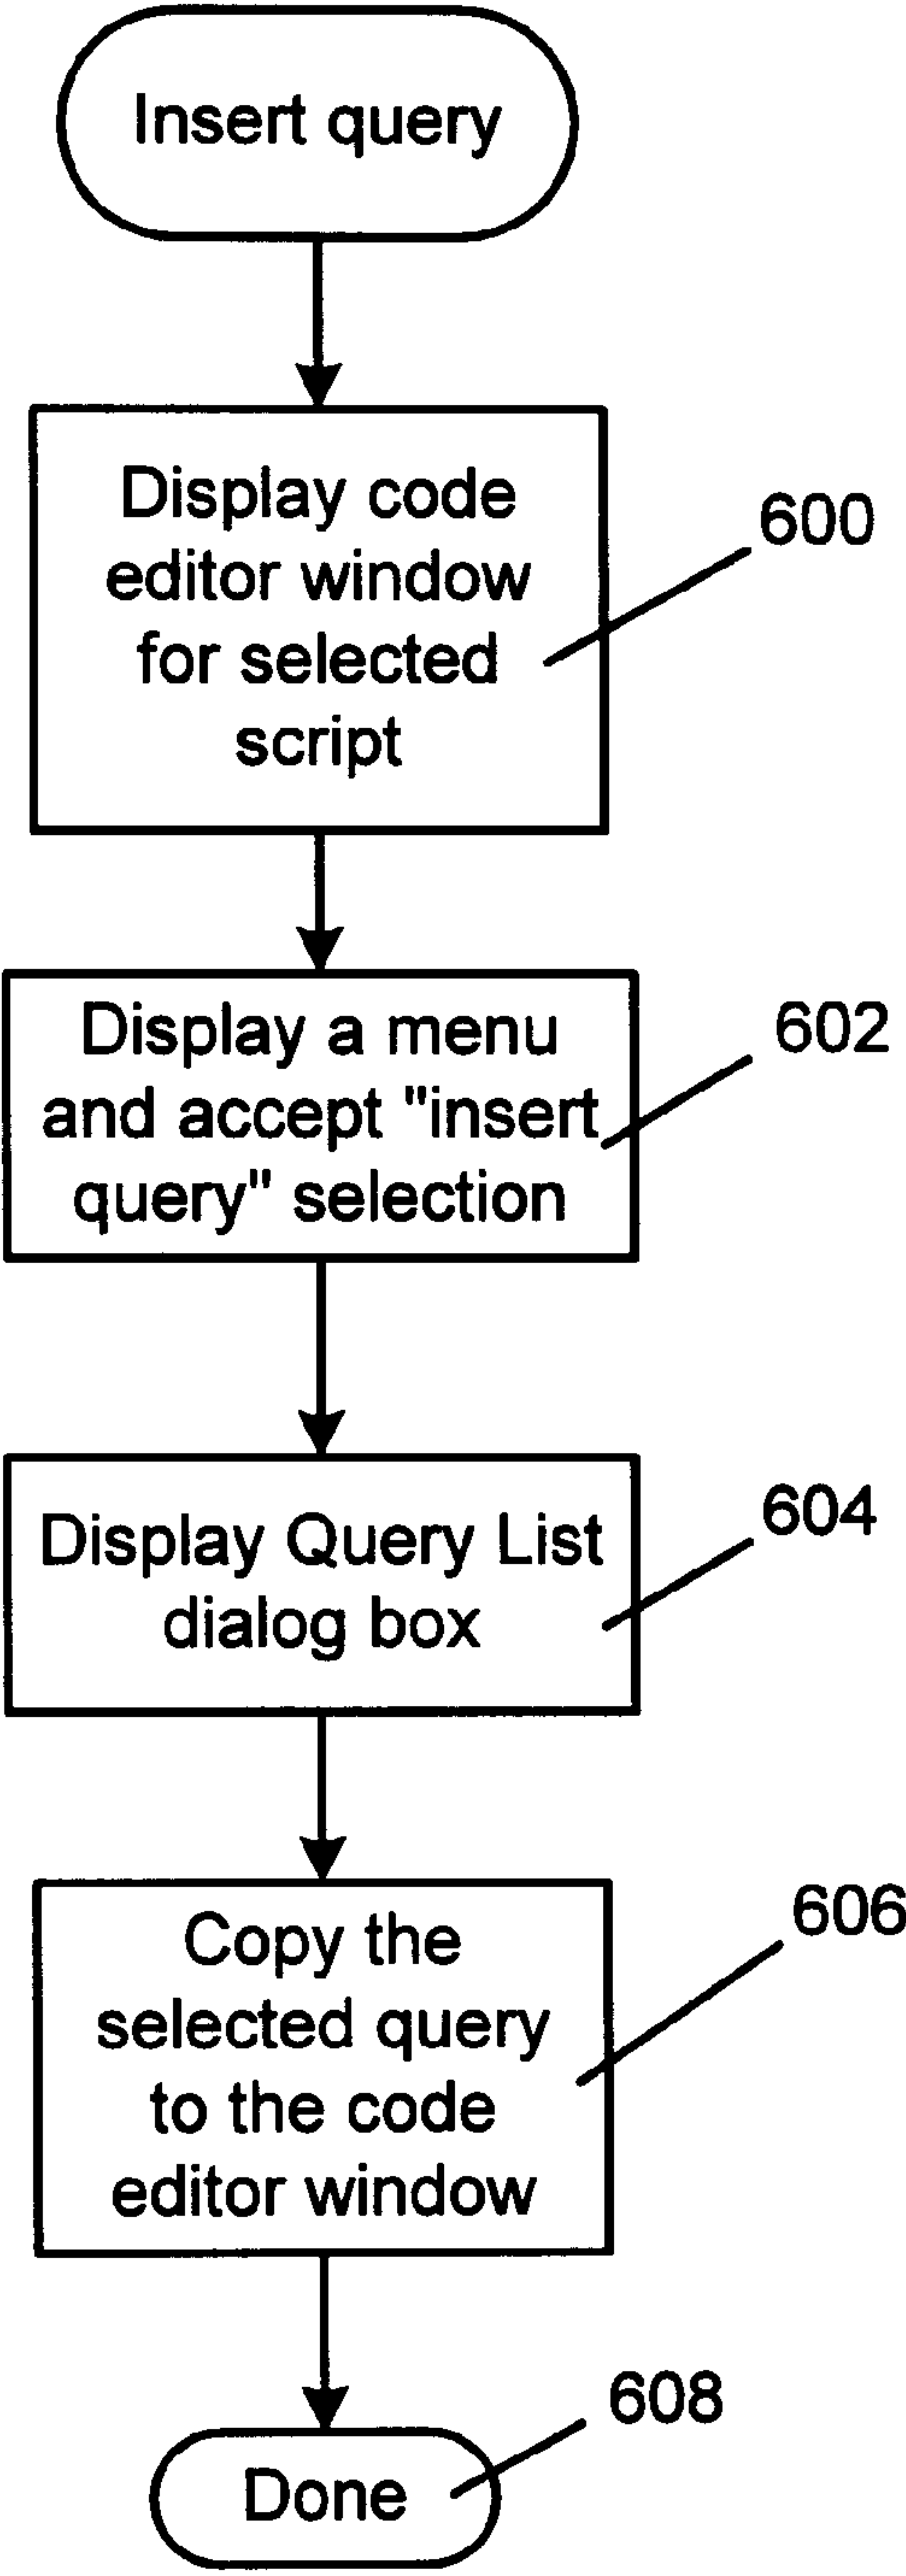 Insert query
Display code
editor window
for selected
script
600
Display a menu
and accept "insert
query" selection
602
Display Query List
dialog box
604
Copy the
selected query
to the code
editor window
606
Done
608